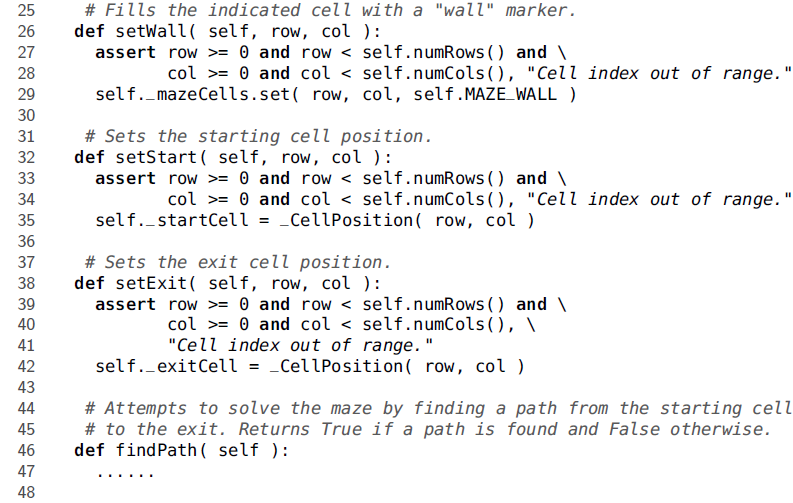 25 # Fills the indicated cell with a "wall" marker.
26 def setWall( self, row, col ):
27 assert row >= 0 and row < self.numRows() and \
28 col >= 0 and col < self.numCols(), "Cell index out of range."
29 self._mazeCells.set( row, col, self.MAZE_WALL )
30
31 # Sets the starting cell position.
32 def setStart( self, row, col ):
33 assert row >= 0 and row < self.numRows() and \
34 col >= 0 and col < self.numCols(), "Cell index out of range."
35 self._startCell = _CellPosition( row, col )
36
37 # Sets the exit cell position.
38 def setExit( self, row, col ):
39 assert row >= 0 and row < self.numRows() and \
40 col >= 0 and col < self.numCols(), \
41 "Cell index out of range."
42 self._exitCell = _CellPosition( row, col )
43
44 # Attempts to solve the maze by finding a path from the starting cell
45 # to the exit. Returns True if a path is found and False otherwise.
46 def findPath( self ):
47 ......
48